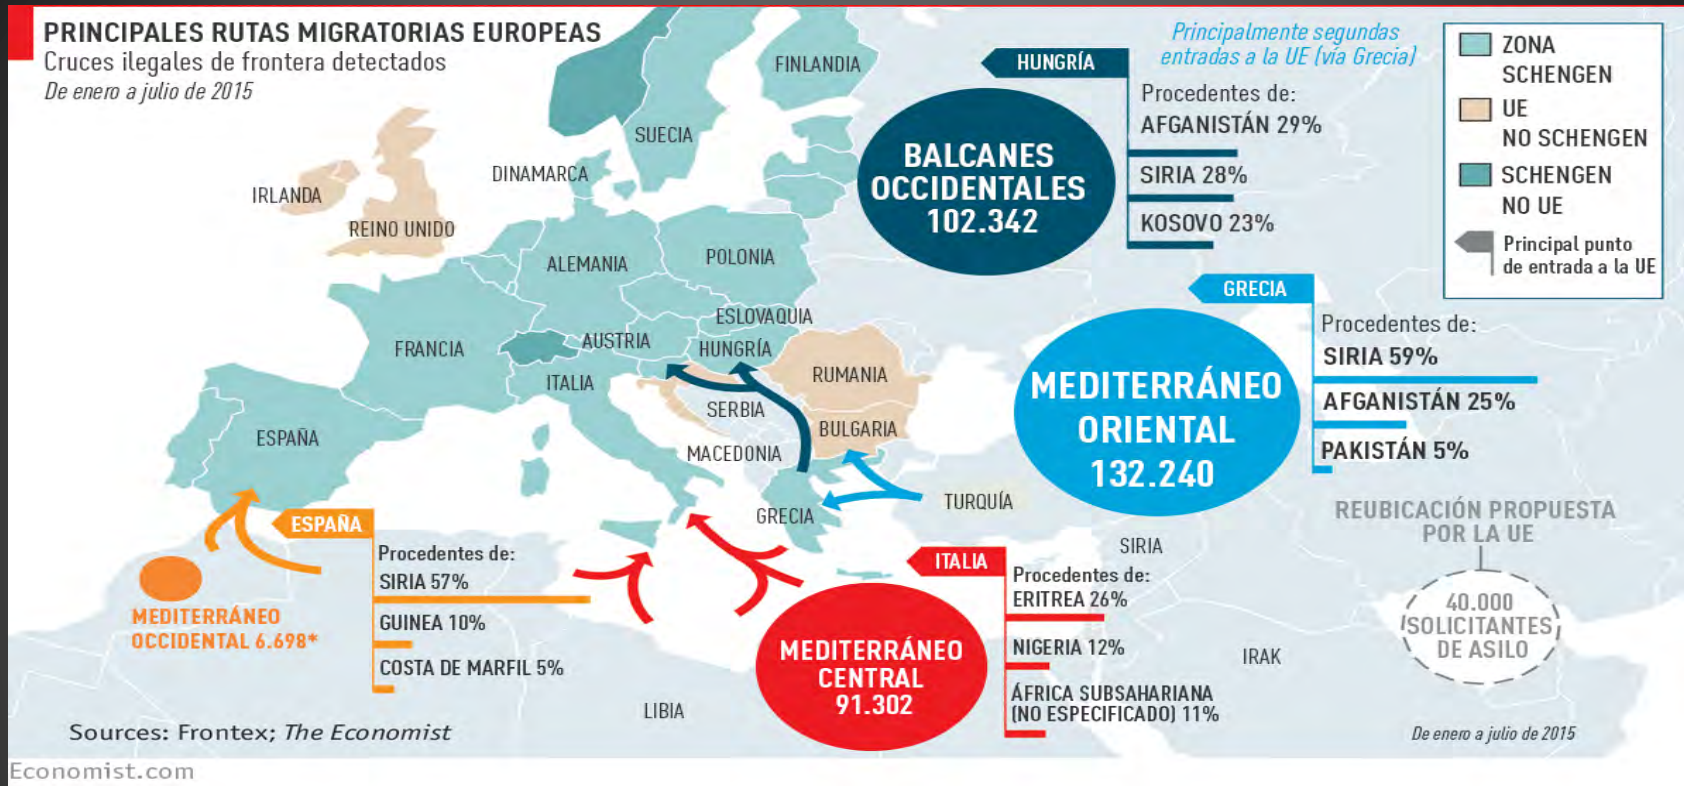 PRINCIPALES RUTAS MIGRATORIAS EUROPEAS
Cruces ilegales de frontera detectados
De enero a julio de 2015
Principalmente segundas
entradas a la UE (vía Grecia)
ZONA
SCHENGEN
UE
NO SCHENGEN
SCHENGEN
NO UE
Principal punto
de entrada a la UE
HUNGRÍA
Procedentes de:
AFGANISTÁN 29%
SIRIA 28%
KOSOVO 23%
BALCANES
OCCIDENTALES
102.342
FINLANDIA
SUECIA
DINAMARCA
IRLANDA
REINO UNIDO
ALEMANIA
POLONIA
ESLOVAQUIA
FRANCIA
AUSTRIA
HUNGRÍA
ITALIA
RUMANIA
SERBIA
ESPAÑA
BULGARIA
MACEDONIA
GRECIA
TURQUÍA
SIRIA
IRAK
LIBIA
GRECIA
Procedentes de:
SIRIA 59%
AFGANISTÁN 25%
PAKISTÁN 5%
MEDITERRÁNEO
ORIENTAL
132.240
REUBICACIÓN PROPUESTA
POR LA UE
40.000
SOLICITANTES
DE ASILO
De enero a julio de 2015
ESPAÑA
Procedentes de:
SIRIA 57%
GUINEA 10%
COSTA DE MARFIL 5%
MEDITERRÁNEO
OCCIDENTAL 6.698*
ITALIA
Procedentes de:
ERITREA 26%
NIGERIA 12%
ÁFRICA SUBSAHARIANA
(NO ESPECIFICADO) 11%
MEDITERRÁNEO
CENTRAL
91.302
Sources: Frontex; The Economist
Economist.com